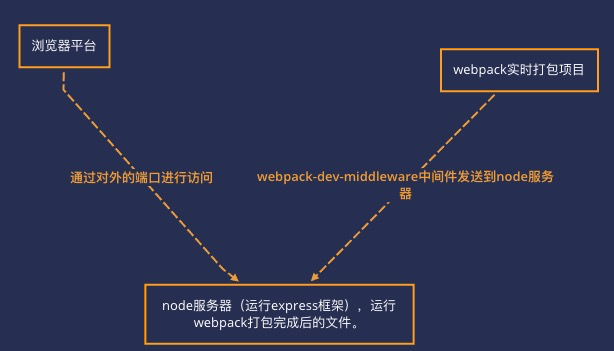 浏览器平台
webpack实时打包项目
通过对外的端口进行访问
webpack-dev-middleware中间件发送到node服务
器
node服务器（运行express框架），运行
webpack打包完成后的文件。